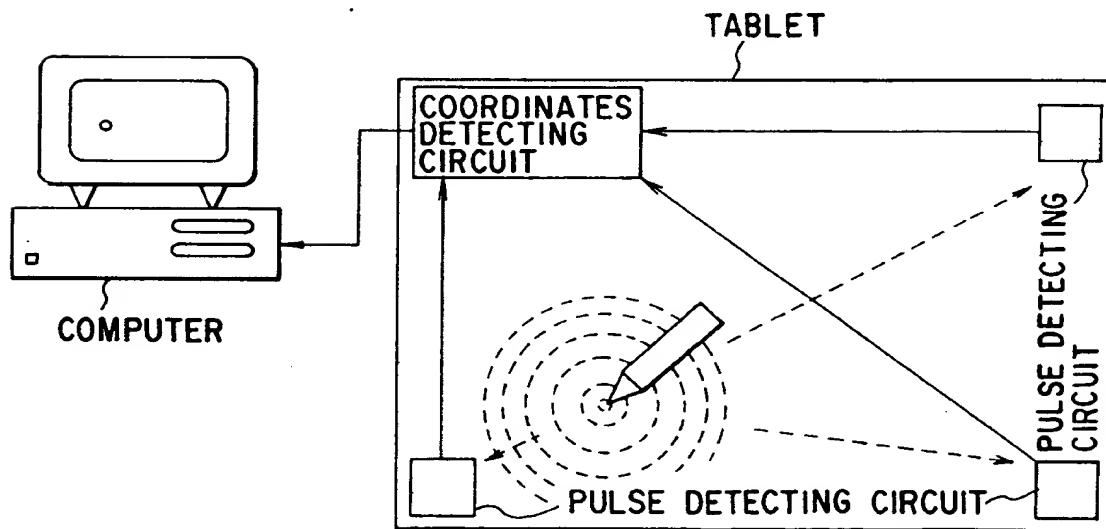 TABLET
COORDINATES
DETECTING
CIRCUIT
COMPUTER
PULSE DETECTING
CIRCUIT
PULSE DETECTING CIRCUIT